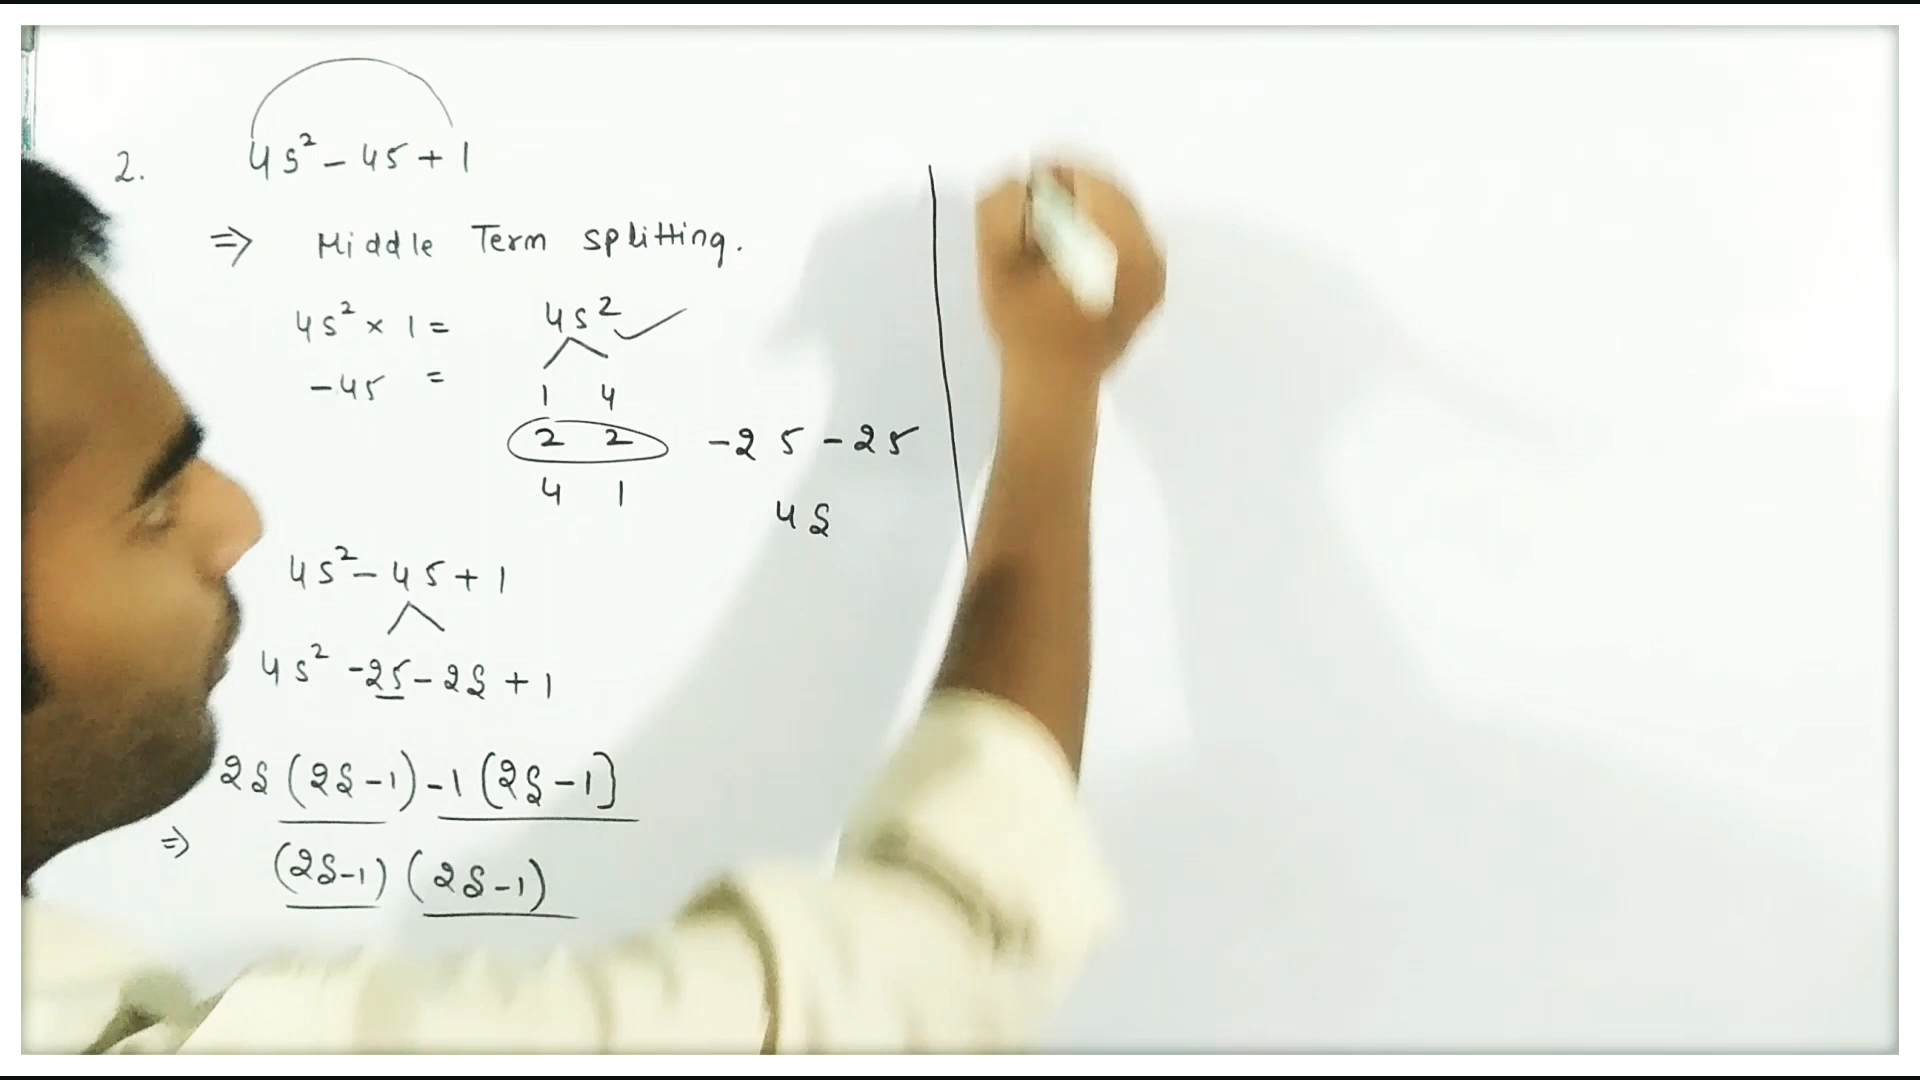 2. 4s² - 4s + 1
⇒ Middle Term splitting.
4s² × 1 = 4s² ✓
-4s =
1 4
2 2 -2s - 2s
4 1
4s
4s² - 4s + 1
4s² - 2s - 2s + 1
2s (2s - 1) - 1 (2s - 1]
⇒ (2s - 1) (2s - 1)